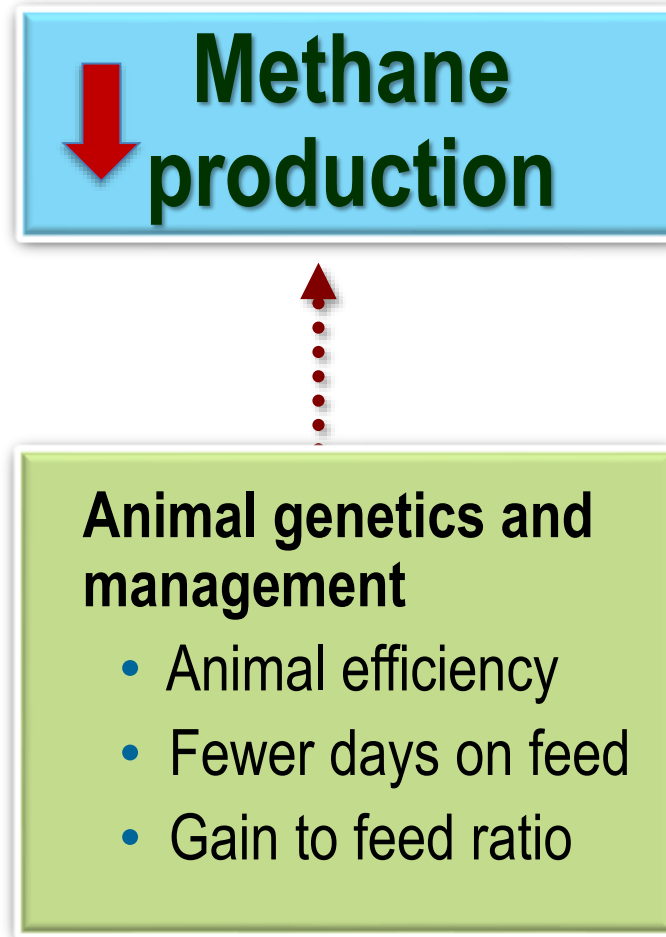 Methane
production
Animal genetics and
management
• Animal efficiency
• Fewer days on feed
• Gain to feed ratio